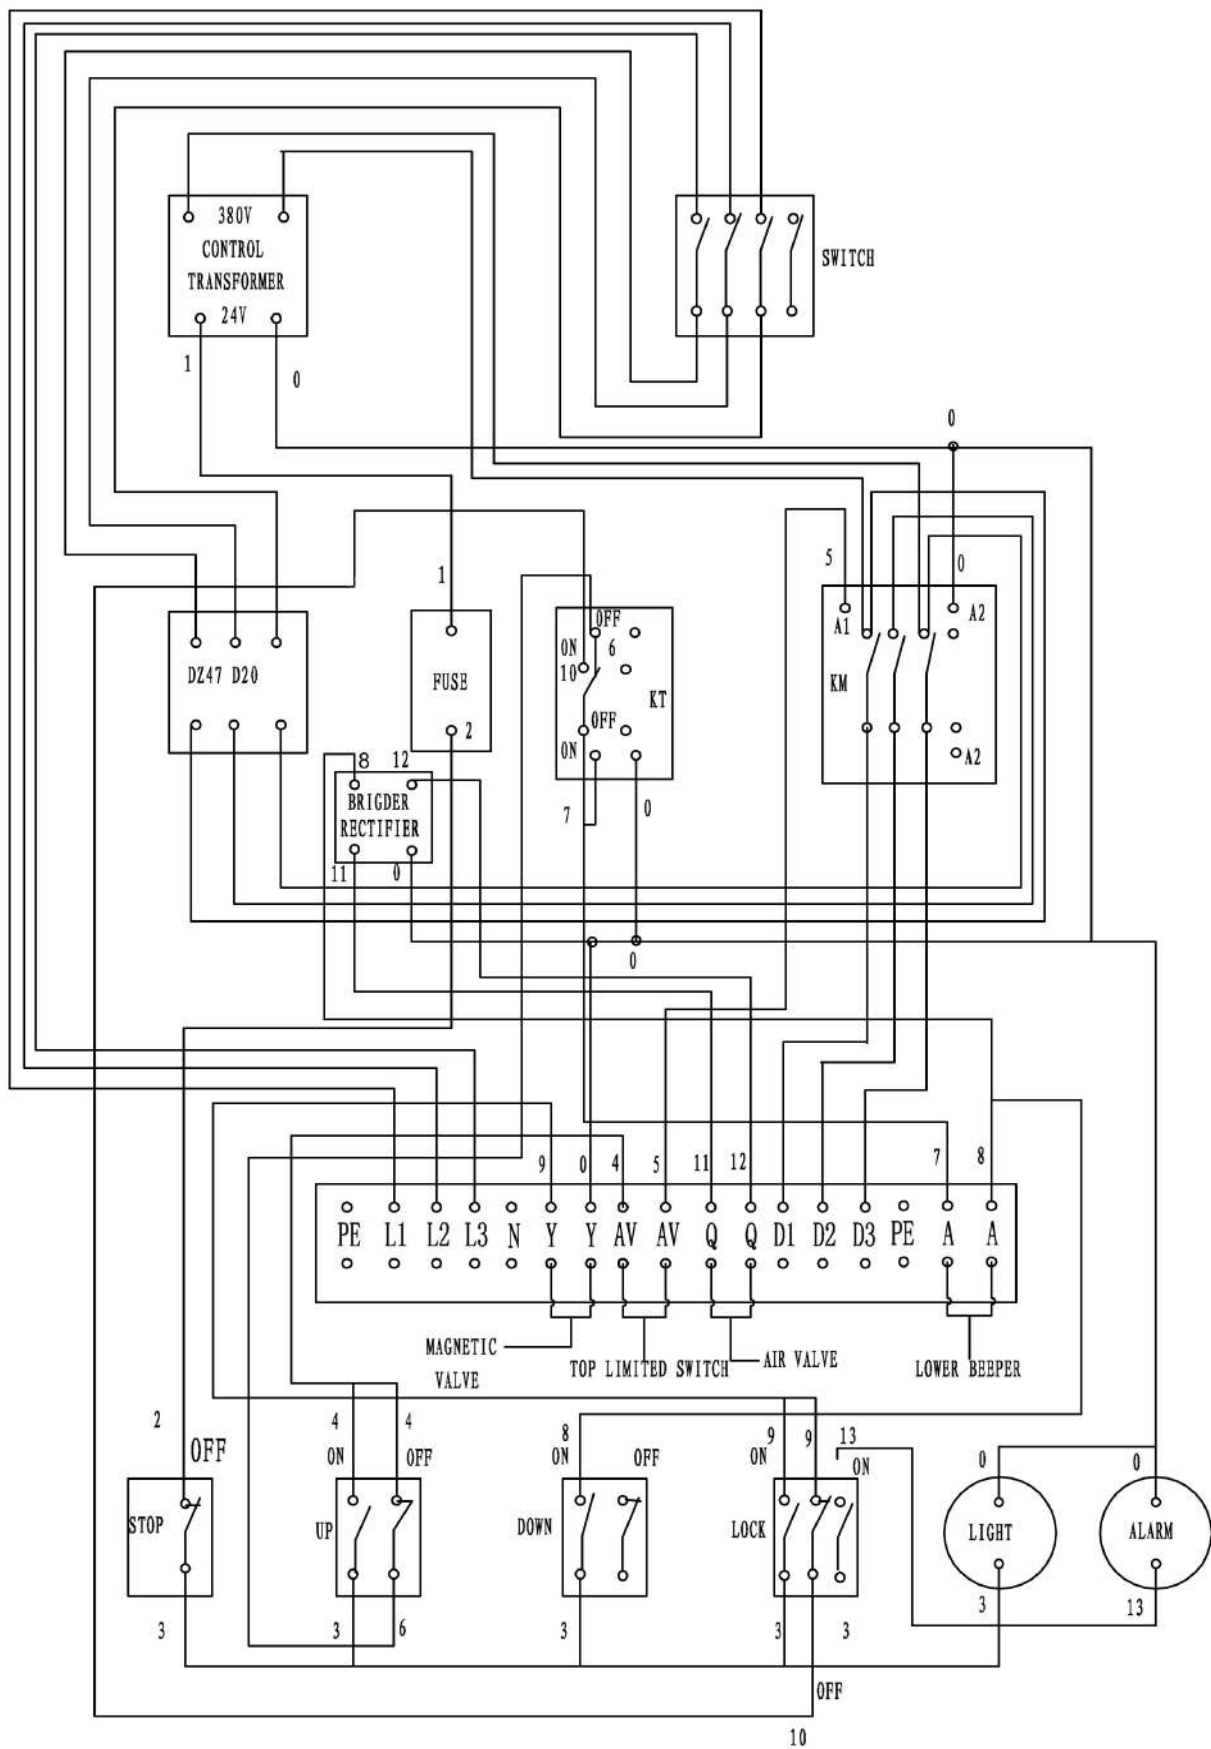 380V
CONTROL
TRANSFORMER
24V
SWITCH
1
0
0
5
0
1
OFF
A1
A2
ON
6
10
DZ47 D20
FUSE
KM
KT
2
OFF
ON
A2
8
12
BRIGDER
RECTIFIER
7
0
11
0
0
9
0
4
5
11
12
7
8
PE L1 L2 L3 N Y Y AV AV Q Q D1 D2 D3 PE A A
MAGNETIC
VALVE
TOP LIMITED SWITCH
AIR VALVE
LOWER BEEPER
2
OFF
4
4
ON
OFF
8
ON
OFF
9
9
13
ON
ON
0
0
STOP
UP
DOWN
LOCK
LIGHT
ALARM
3
3
6
3
3
3
3
13
OFF
10